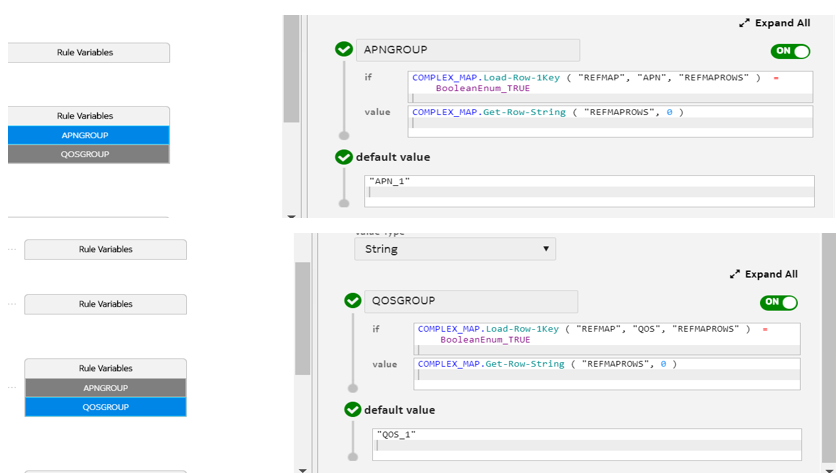 Rule Variables
Rule Variables
APNGROUP
QOSGROUP
Expand All
APNGROUP
ON
if
COMPLEX_MAP.Load-Row-1Key ( "REFMAP", "APN", "REFMAPROWS" ) =
BooleanEnum_TRUE
value
COMPLEX_MAP.Get-Row-String ( "REFMAPROWS", 0 )
default value
"APN_1"
Rule Variables
Rule Variables
Rule Variables
APNGROUP
QOSGROUP
Value Type
String
Expand All
QOSGROUP
ON
if
COMPLEX_MAP.Load-Row-1Key ( "REFMAP", "QOS", "REFMAPROWS" ) =
BooleanEnum_TRUE
value
COMPLEX_MAP.Get-Row-String ( "REFMAPROWS", 0 )
default value
"QOS_1"